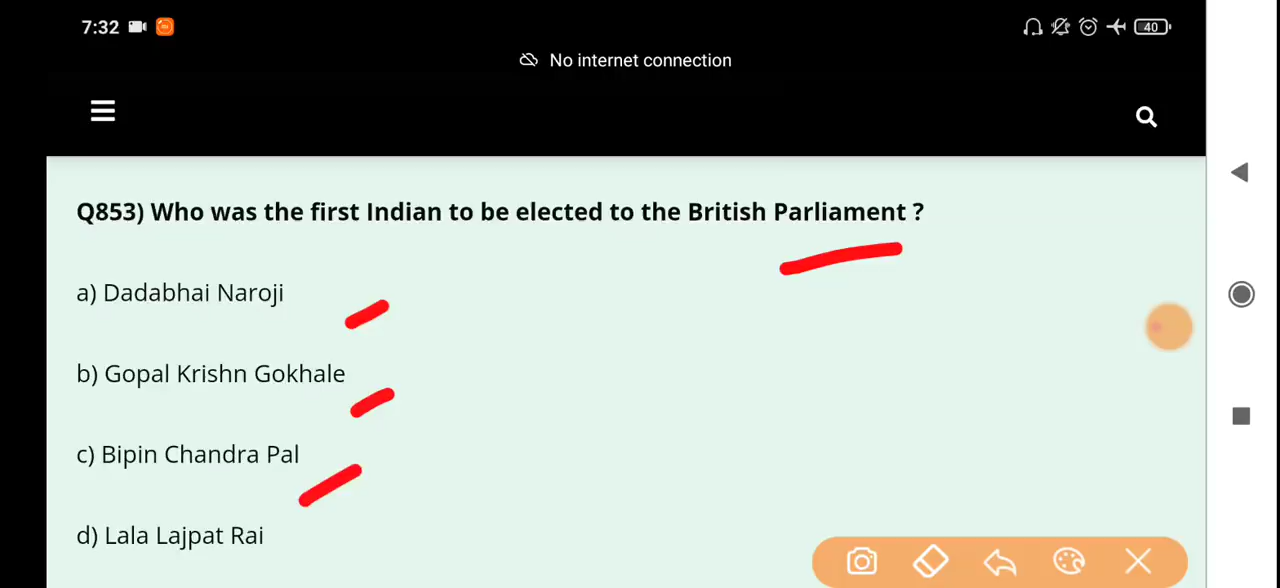 7:32
40
No internet connection
Q853) Who was the first Indian to be elected to the British Parliament ?
a) Dadabhai Naroji
b) Gopal Krishn Gokhale
c) Bipin Chandra Pal
d) Lala Lajpat Rai